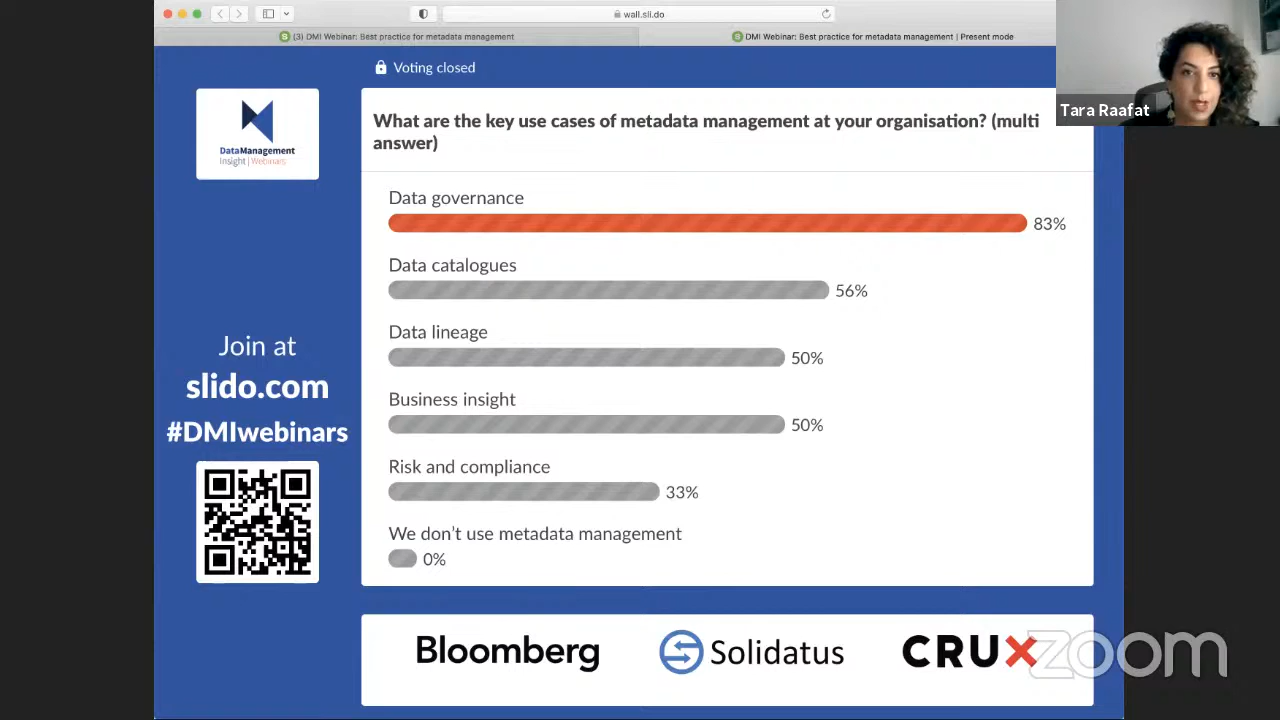 wall.sli.do
(3) DMI Webinar: Best practice for metadata management
DMI Webinar: Best practice for metadata management | Present mode
Tara Raafat
Voting closed
DataManagement
Insight | Webinars
What are the key use cases of metadata management at your organisation? (multi
answer)
Data governance
83%
Data catalogues
56%
Data lineage
50%
Business insight
50%
Risk and compliance
33%
We don't use metadata management
0%
Join at
slido.com
#DMIwebinars
Bloomberg
Solidatus
CRUX
zoom